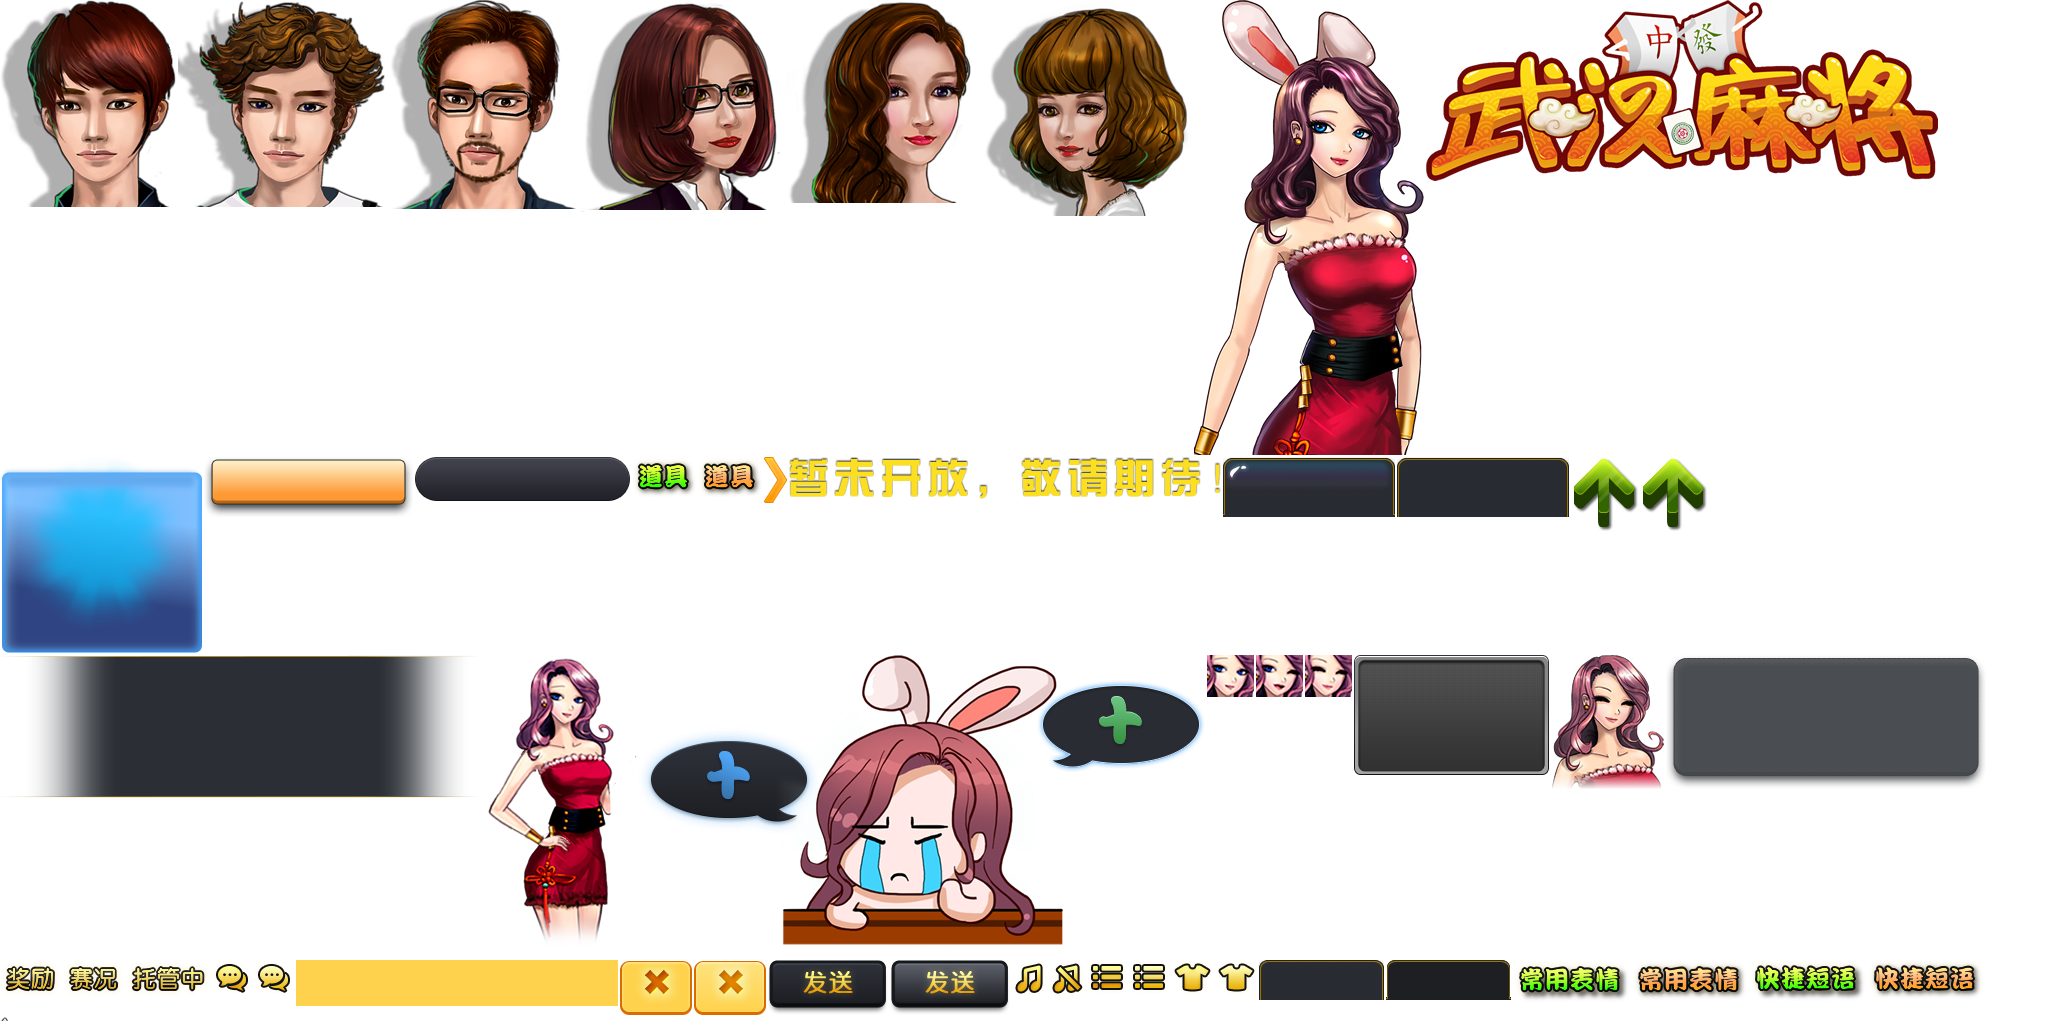 中 發
武汉麻将
道具 道具 暂未开放，敬请期待！
奖励 赛况 托管中 发送 发送 常用表情 常用表情 快捷短语 快捷短语